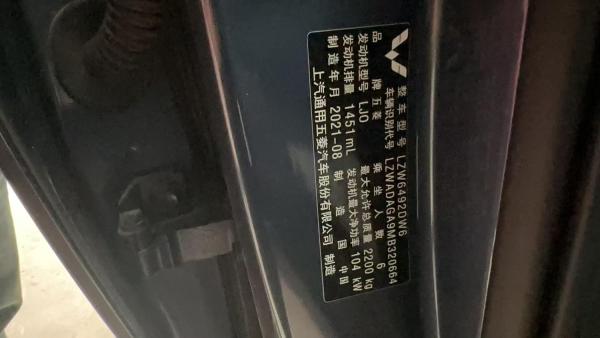 整车型号 LZW6492DW6
车辆识别代号 LZWADAGA9MB320664
品牌 五菱 乘坐人数 6
发动机型号 LJO 最大允许总质量 2200 kg
发动机排量 1451 mL 发动机最大净功率 104 kW
制造年月 2021-08 制造国 中国
上汽通用五菱汽车股份有限公司 制造